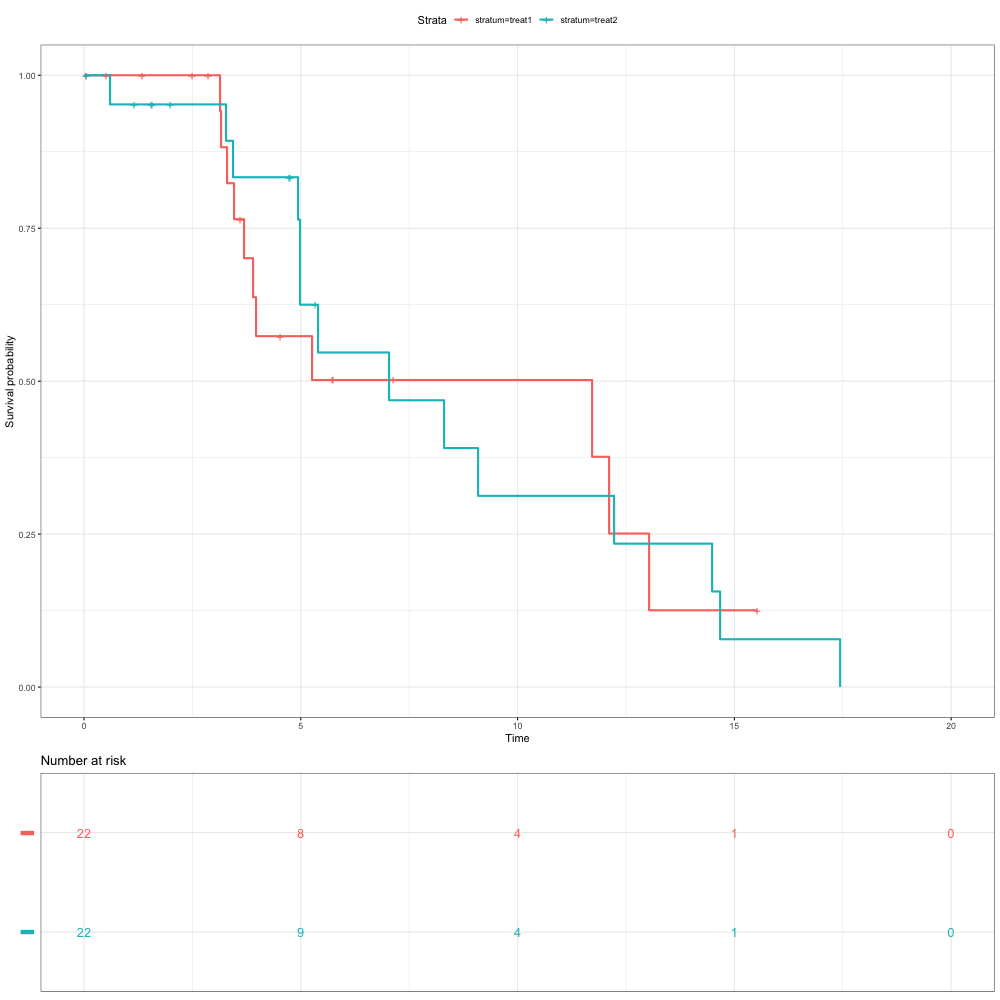 Strata stratum=treat1 stratum=treat2
Survival probability
1.00
0.75
0.50
0.25
0.00
0 5 10 15 20
Time
Number at risk
22 8 4 1 0
22 9 4 1 0